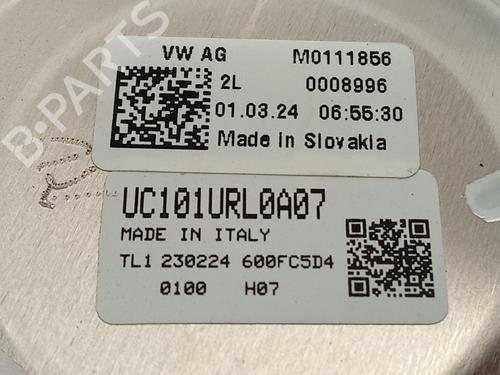 VW AG M0111856
2L 0008996
01.03.24 06:55:30
Made in Slovakia
B-PARTS
UC101URL0A07
MADE IN ITALY
TL1 230224 600FC5D4
0100 H07